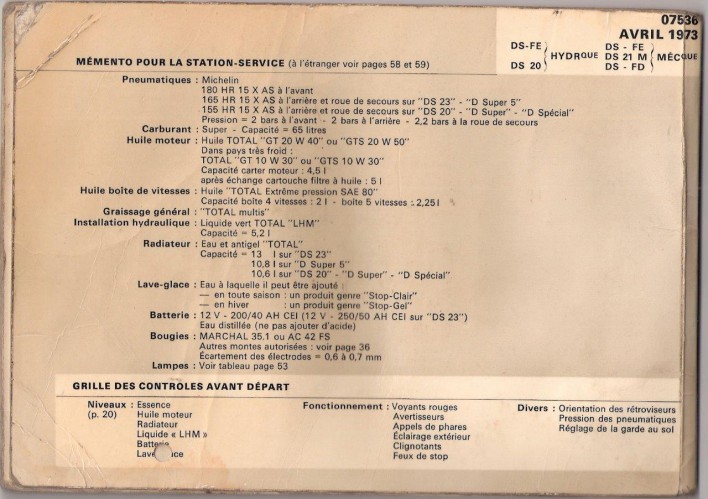 07536
AVRIL 1973
DS-FE DS - FE
HYDRQUE DS 21 M MÉCQUE
DS 20 DS - FD
MÉMENTO POUR LA STATION-SERVICE (à l'étranger voir pages 58 et 59)
Pneumatiques : Michelin
180 HR 15 X AS à l'avant
165 HR 15 X AS à l'arrière et roue de secours sur "DS 23" - "D Super 5"
155 HR 15 X AS à l'arrière et roue de secours sur "DS 20" - "D Super" - "D Spécial"
Pression = 2 bars à l'avant - 2 bars à l'arrière - 2,2 bars à la roue de secours
Carburant : Super - Capacité = 65 litres
Huile moteur : Huile TOTAL "GT 20 W 40" ou "GTS 20 W 50"
Dans pays très froid :
TOTAL "GT 10 W 30" ou "GTS 10 W 30"
Capacité carter moteur : 4,5 l
après échange cartouche filtre à huile : 5 l
Huile boîte de vitesses : Huile "TOTAL Extrême pression SAE 80"
Capacité boîte 4 vitesses : 2 l - boîte 5 vitesses : 2,25 l
Graissage général : "TOTAL multis"
Installation hydraulique : Liquide vert TOTAL "LHM"
Capacité = 5,2 l
Radiateur : Eau et antigel "TOTAL"
Capacité = 13 l sur "DS 23"
10,8 l sur "D Super 5"
10,6 l sur "DS 20" - "D Super" - "D Spécial"
Lave-glace : Eau à laquelle il peut être ajouté :
— en toute saison : un produit genre "Stop-Clair"
— en hiver : un produit genre "Stop-Gel"
Batterie : 12 V - 200/40 AH CEI (12 V - 250/50 AH CEI sur "DS 23")
Eau distillée (ne pas ajouter d'acide)
Bougies : MARCHAL 35.1 ou AC 42 FS
Autres montes autorisées : voir page 36
Écartement des électrodes = 0,6 à 0,7 mm
Lampes : Voir tableau page 53
GRILLE DES CONTROLES AVANT DÉPART
Niveaux : Essence
(p. 20) Huile moteur
Radiateur
Liquide « LHM »
Batterie
Fonctionnement : Voyants rouges
Avertisseurs
Appels de phares
Éclairage extérieur
Clignotants
Feux de stop
Divers : Orientation des rétroviseurs
Pression des pneumatiques
Réglage de la garde au sol